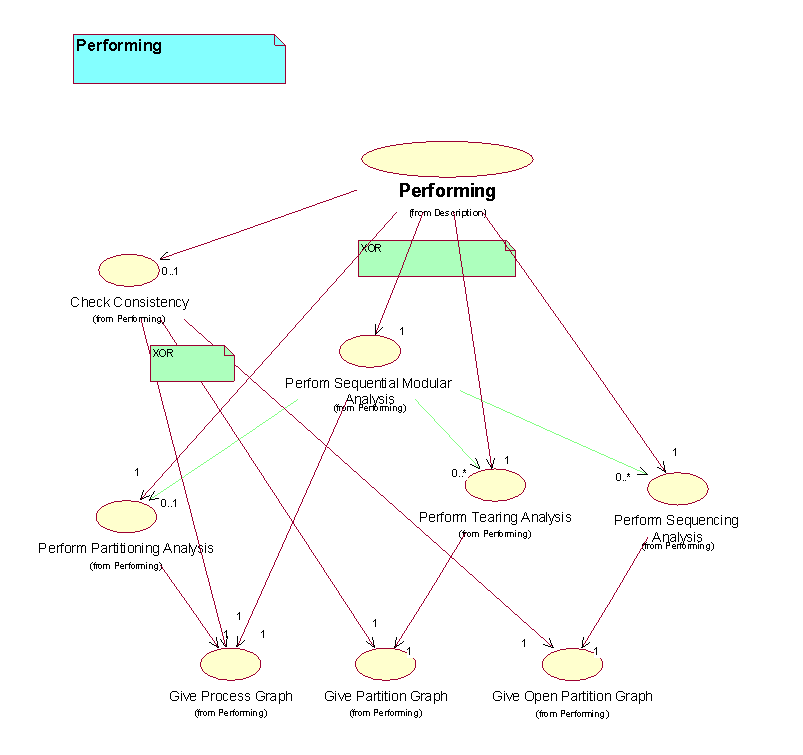 Performing
Performing
(from Description)
XOR
0..1
Check Consistency
(from Performing)
1
XOR
Perfom Sequential Modular
Analysis
(from Performing)
1
0..1
0..*
1
0..*
1
Perform Partitioning Analysis
(from Performing)
Perform Tearing Analysis
(from Performing)
Perform Sequencing
Analysis
(from Performing)
1
1
1
1
1
1
1
Give Process Graph
(from Performing)
Give Partition Graph
(from Performing)
Give Open Partition Graph
(from Performing)